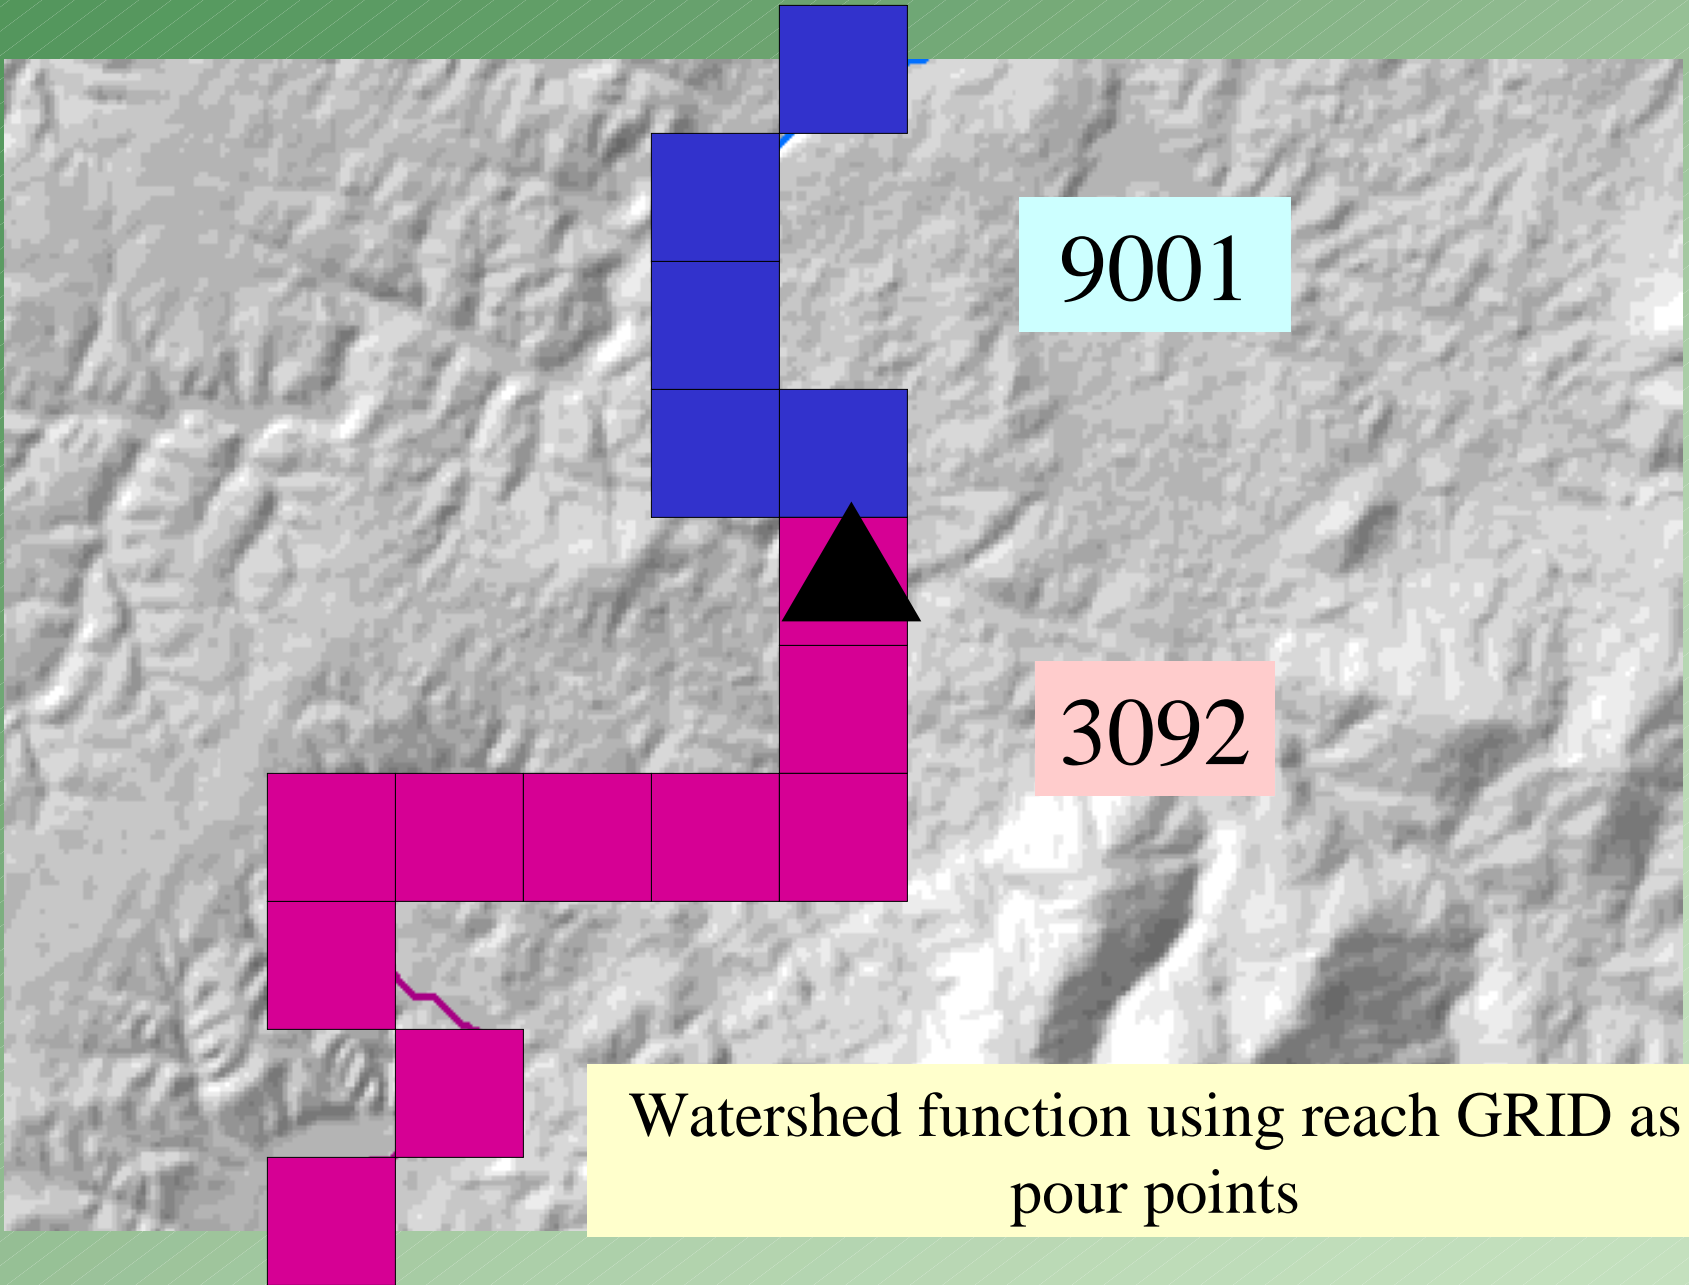 9001
3092
Watershed function using reach GRID as
pour points